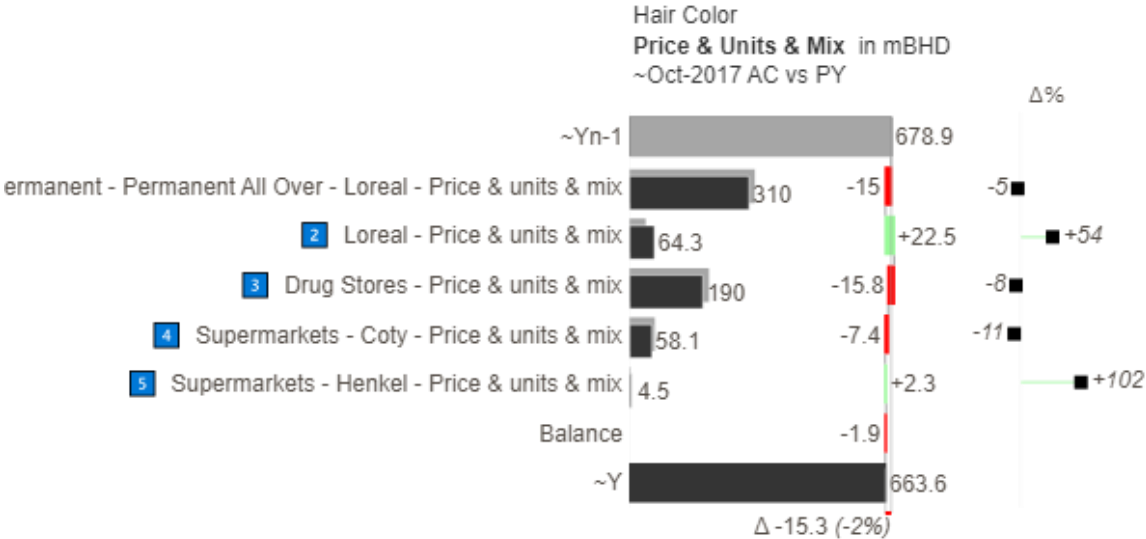 Hair Color
Price & Units & Mix in mBHD
~Oct-2017 AC vs PY
Δ%
~Yn-1 678.9
ermanent - Permanent All Over - Loreal - Price & units & mix 310 -15 -5
2 Loreal - Price & units & mix 64.3 +22.5 +54
3 Drug Stores - Price & units & mix 190 -15.8 -8
4 Supermarkets - Coty - Price & units & mix 58.1 -7.4 -11
5 Supermarkets - Henkel - Price & units & mix 4.5 +2.3 +102
Balance -1.9
~Y 663.6
Δ -15.3 (-2%)